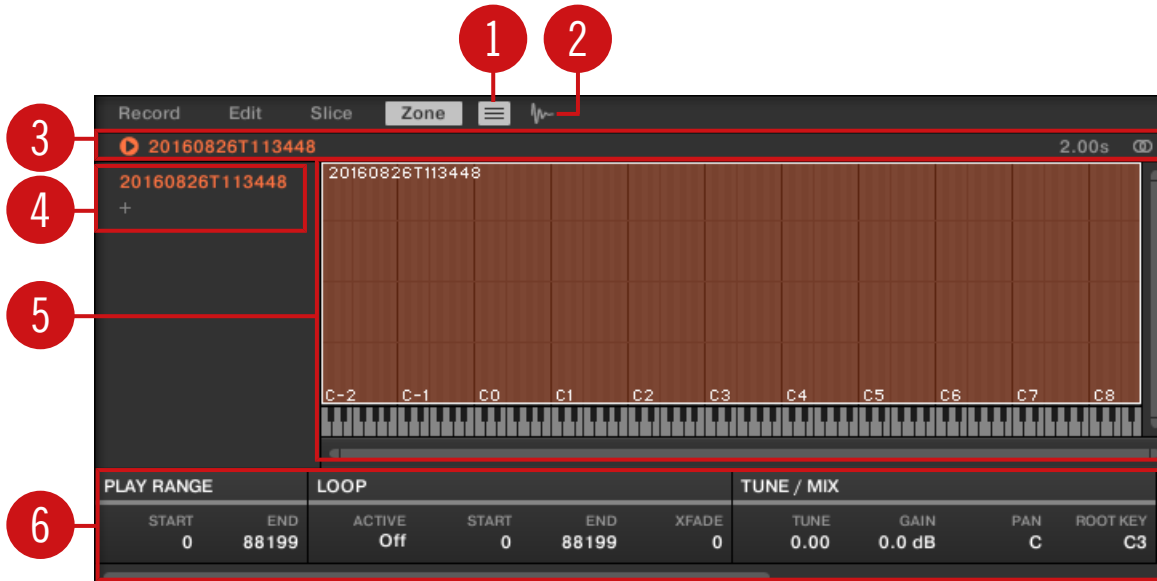 1 2
Record Edit Slice Zone
3
20160826T113448 2.00s
4
20160826T113448
+
20160826T113448
5
C-2 C-1 C0 C1 C2 C3 C4 C5 C6 C7 C8
6
PLAY RANGE LOOP TUNE / MIX
START END ACTIVE START END XFADE TUNE GAIN PAN ROOT KEY
0 88199 Off 0 88199 0 0.00 0.0 dB C C3